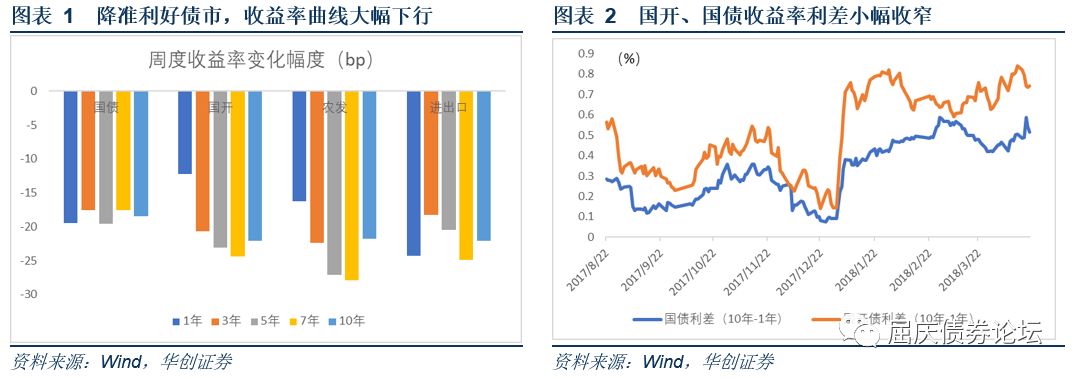 图表 1 降准利好债市，收益率曲线大幅下行
周度收益率变化幅度（bp）
0
-5
-10
-15
-20
-25
-30
国债
国开
农发
进出口
1年 3年 5年 7年 10年
资料来源：Wind，华创证券
图表 2 国开、国债收益率利差小幅收窄
（%）
0.9
0.8
0.7
0.6
0.5
0.4
0.3
0.2
0.1
0
2017/8/22
2017/9/22
2017/10/22
2017/11/22
2017/12/22
2018/1/22
2018/2/22
2018/3/22
国债利差（10年-1年）
债利差（10年-1年）
屈庆债券论坛
资料来源：Wind，华创证券